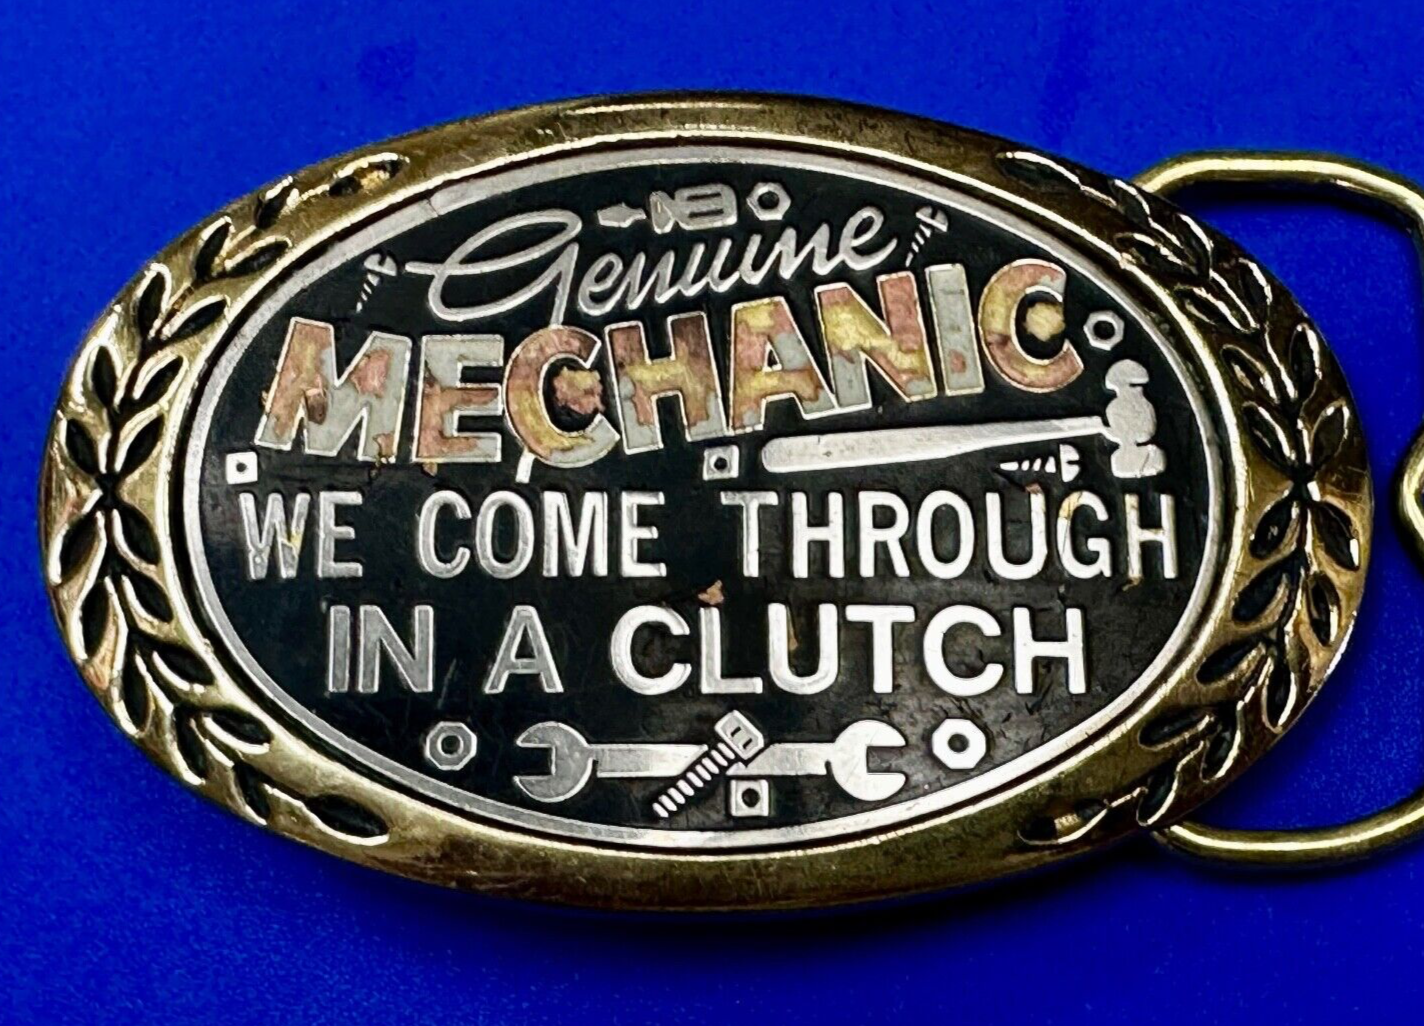 Genuine
MECHANIC
WE COME THROUGH
IN A CLUTCH